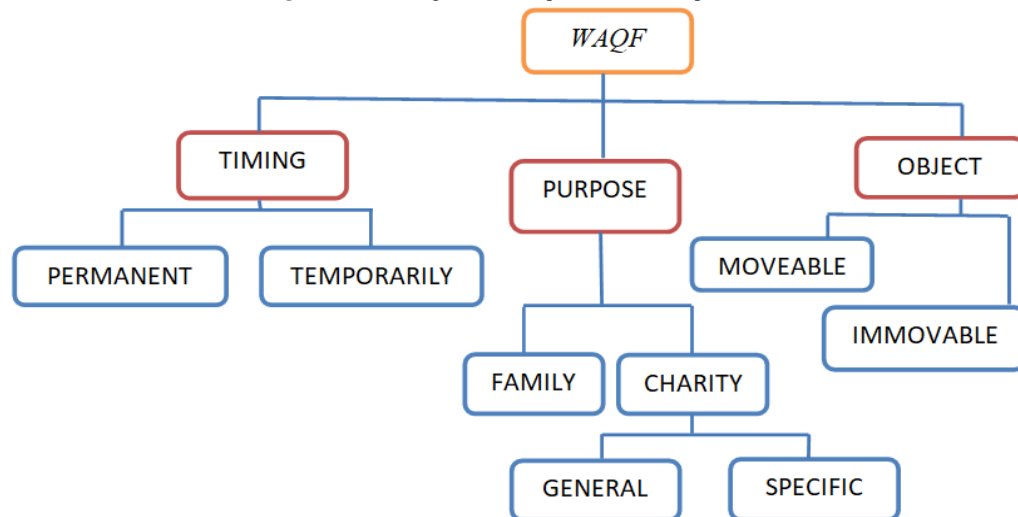 WAQF
TIMING
PURPOSE
OBJECT
PERMANENT
TEMPORARILY
MOVEABLE
IMMOVABLE
FAMILY
CHARITY
GENERAL
SPECIFIC